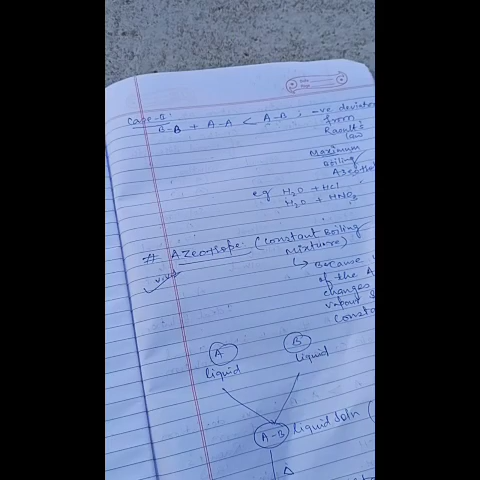 Case-B:
B-B + A-A < A-B ; -ve deviation
from
Raoult's
law
Maximum
Boiling
eg H2O + HCl
H2O + HNO3
# Azeotrope: (Constant Boiling
Mixture)
Because
of the A
changes
vapour
A
B
liquid
liquid
A-B liquid soln (
Δ